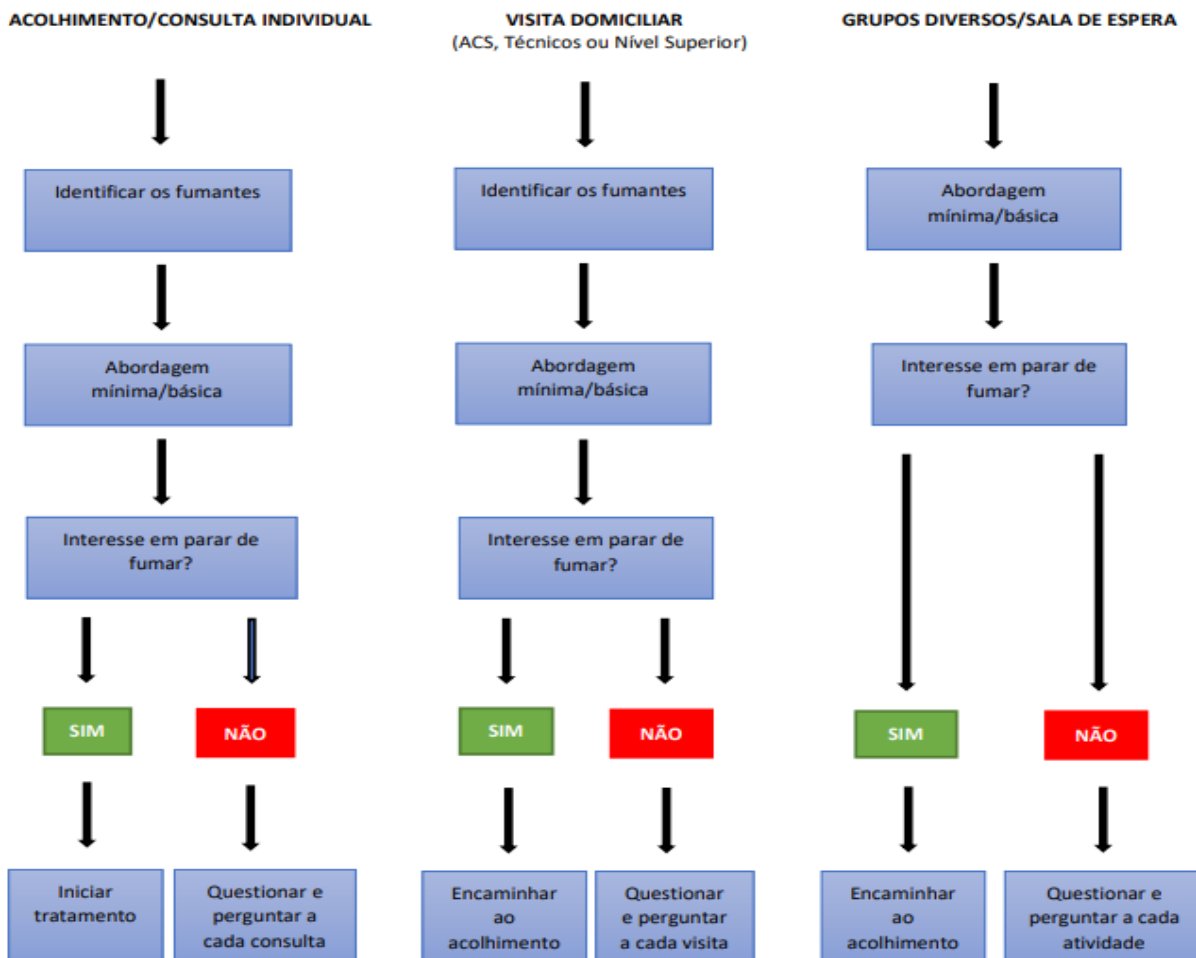 ACOLHIMENTO/CONSULTA INDIVIDUAL
Identificar os fumantes
Abordagem
mínima/básica
Interesse em parar de
fumar?
SIM
NÃO
Iniciar
tratamento
Questionar e
perguntar a
cada consulta
VISITA DOMICILIAR
(ACS, Técnicos ou Nível Superior)
Identificar os fumantes
Abordagem
mínima/básica
Interesse em parar de
fumar?
SIM
NÃO
Encaminhar
ao
acolhimento
Questionar
e perguntar
a cada visita
GRUPOS DIVERSOS/SALA DE ESPERA
Abordagem
mínima/básica
Interesse em parar de
fumar?
SIM
NÃO
Encaminhar
ao
acolhimento
Questionar e
perguntar a cada
atividade